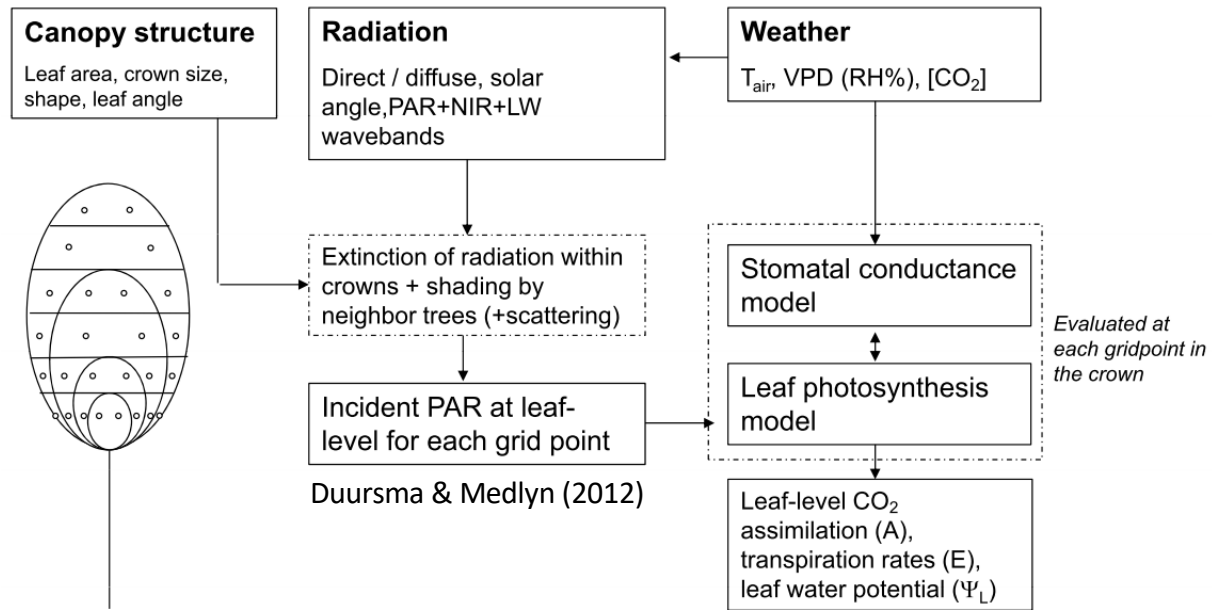 Canopy structure
Leaf area, crown size,
shape, leaf angle
Radiation
Direct / diffuse, solar
angle,PAR+NIR+LW
wavebands
Weather
T_air, VPD (RH%), [CO₂]
Extinction of radiation within
crowns + shading by
neighbor trees (+scattering)
Incident PAR at leaf-
level for each grid point
Duursma & Medlyn (2012)
Stomatal conductance
model
Leaf photosynthesis
model
Evaluated at
each gridpoint in
the crown
Leaf-level CO₂
assimilation (A),
transpiration rates (E),
leaf water potential (Ψ_L)